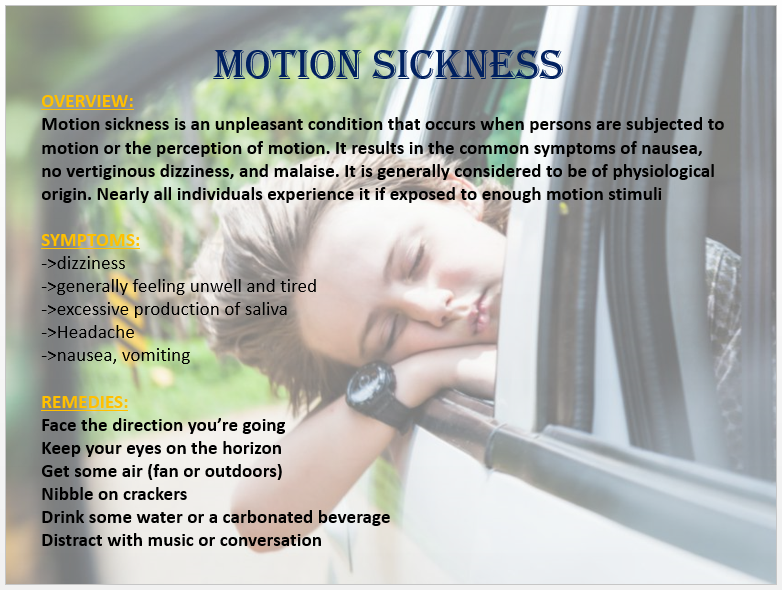 MOTION SICKNESS
OVERVIEW:
Motion sickness is an unpleasant condition that occurs when persons are subjected to
motion or the perception of motion. It results in the common symptoms of nausea,
no vertiginous dizziness, and malaise. It is generally considered to be of physiological
origin. Nearly all individuals experience it if exposed to enough motion stimuli
SYMPTOMS:
->dizziness
->generally feeling unwell and tired
->excessive production of saliva
->Headache
->nausea, vomiting
REMEDIES:
Face the direction you’re going
Keep your eyes on the horizon
Get some air (fan or outdoors)
Nibble on crackers
Drink some water or a carbonated beverage
Distract with music or conversation